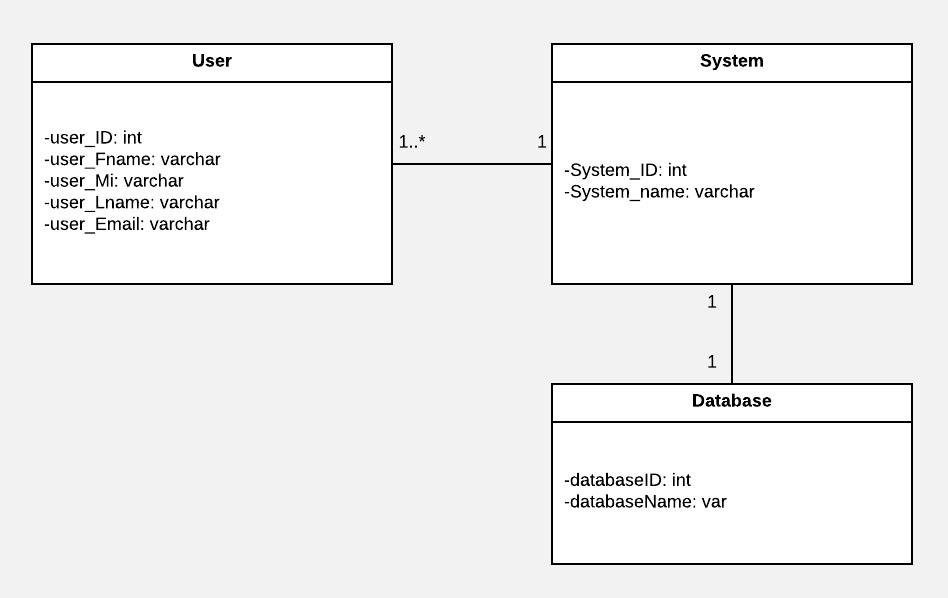 User
-user_ID: int
-user_Fname: varchar
-user_Mi: varchar
-user_Lname: varchar
-user_Email: varchar
1..*
1
System
-System_ID: int
-System_name: varchar
1
1
Database
-databaseID: int
-databaseName: var